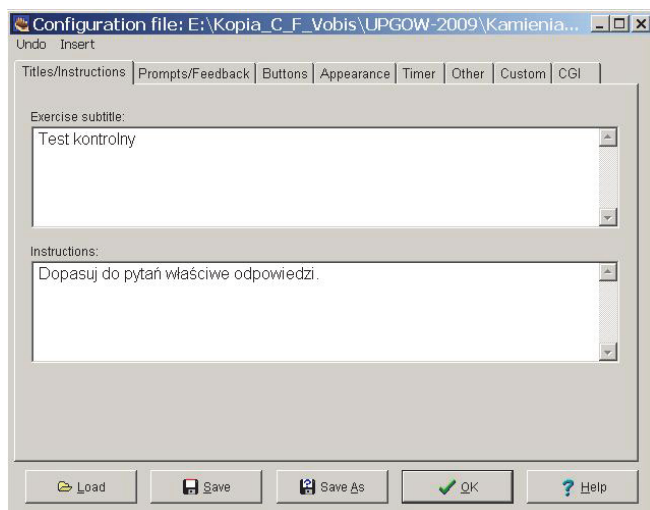 Configuration file: E:\Kopia_C_F_Vobis\UPGOW-2009\Kamienia...
Undo Insert
Titles/Instructions Prompts/Feedback Buttons Appearance Timer Other Custom CGI
Exercise subtitle:
Test kontrolny
Instructions:
Dopasuj do pytań właściwe odpowiedzi.
Load Save Save As OK ? Help